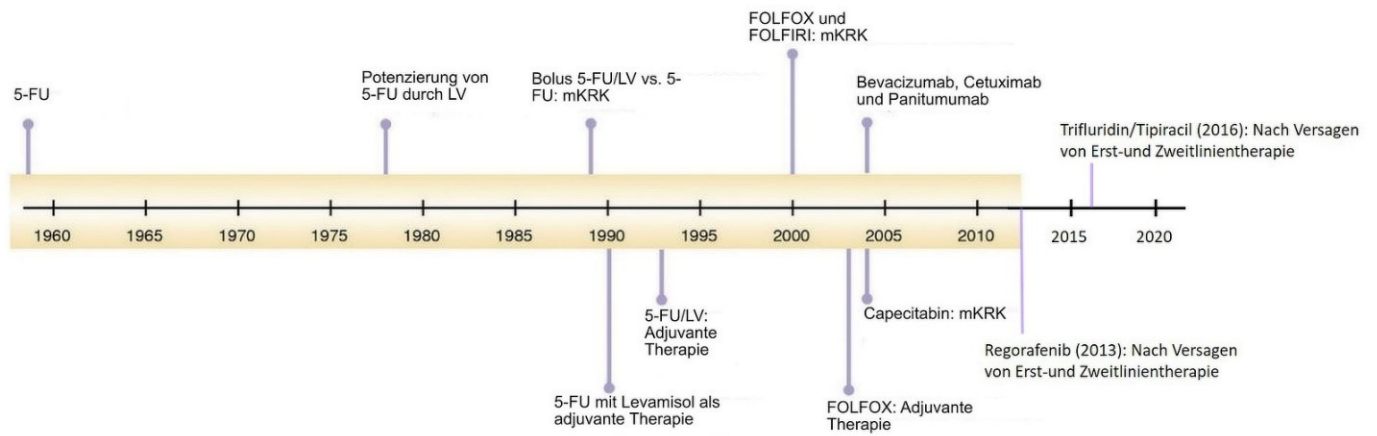 FOLFOX und
FOLFIRI: mKRK
5-FU
Potenzierung von
5-FU durch LV
Bolus 5-FU/LV vs. 5-
FU: mKRK
Bevacizumab, Cetuximab
und Panitumumab
Trifluridin/Tipiracil (2016): Nach Versagen
von Erst-und Zweitlinientherapie
1960 1965 1970 1975 1980 1985 1990 1995 2000 2005 2010 2015 2020
5-FU/LV:
Adjuvante
Therapie
Capecitabin: mKRK
Regorafenib (2013): Nach Versagen
von Erst-und Zweitlinientherapie
5-FU mit Levamisol als
adjuvante Therapie
FOLFOX: Adjuvante
Therapie